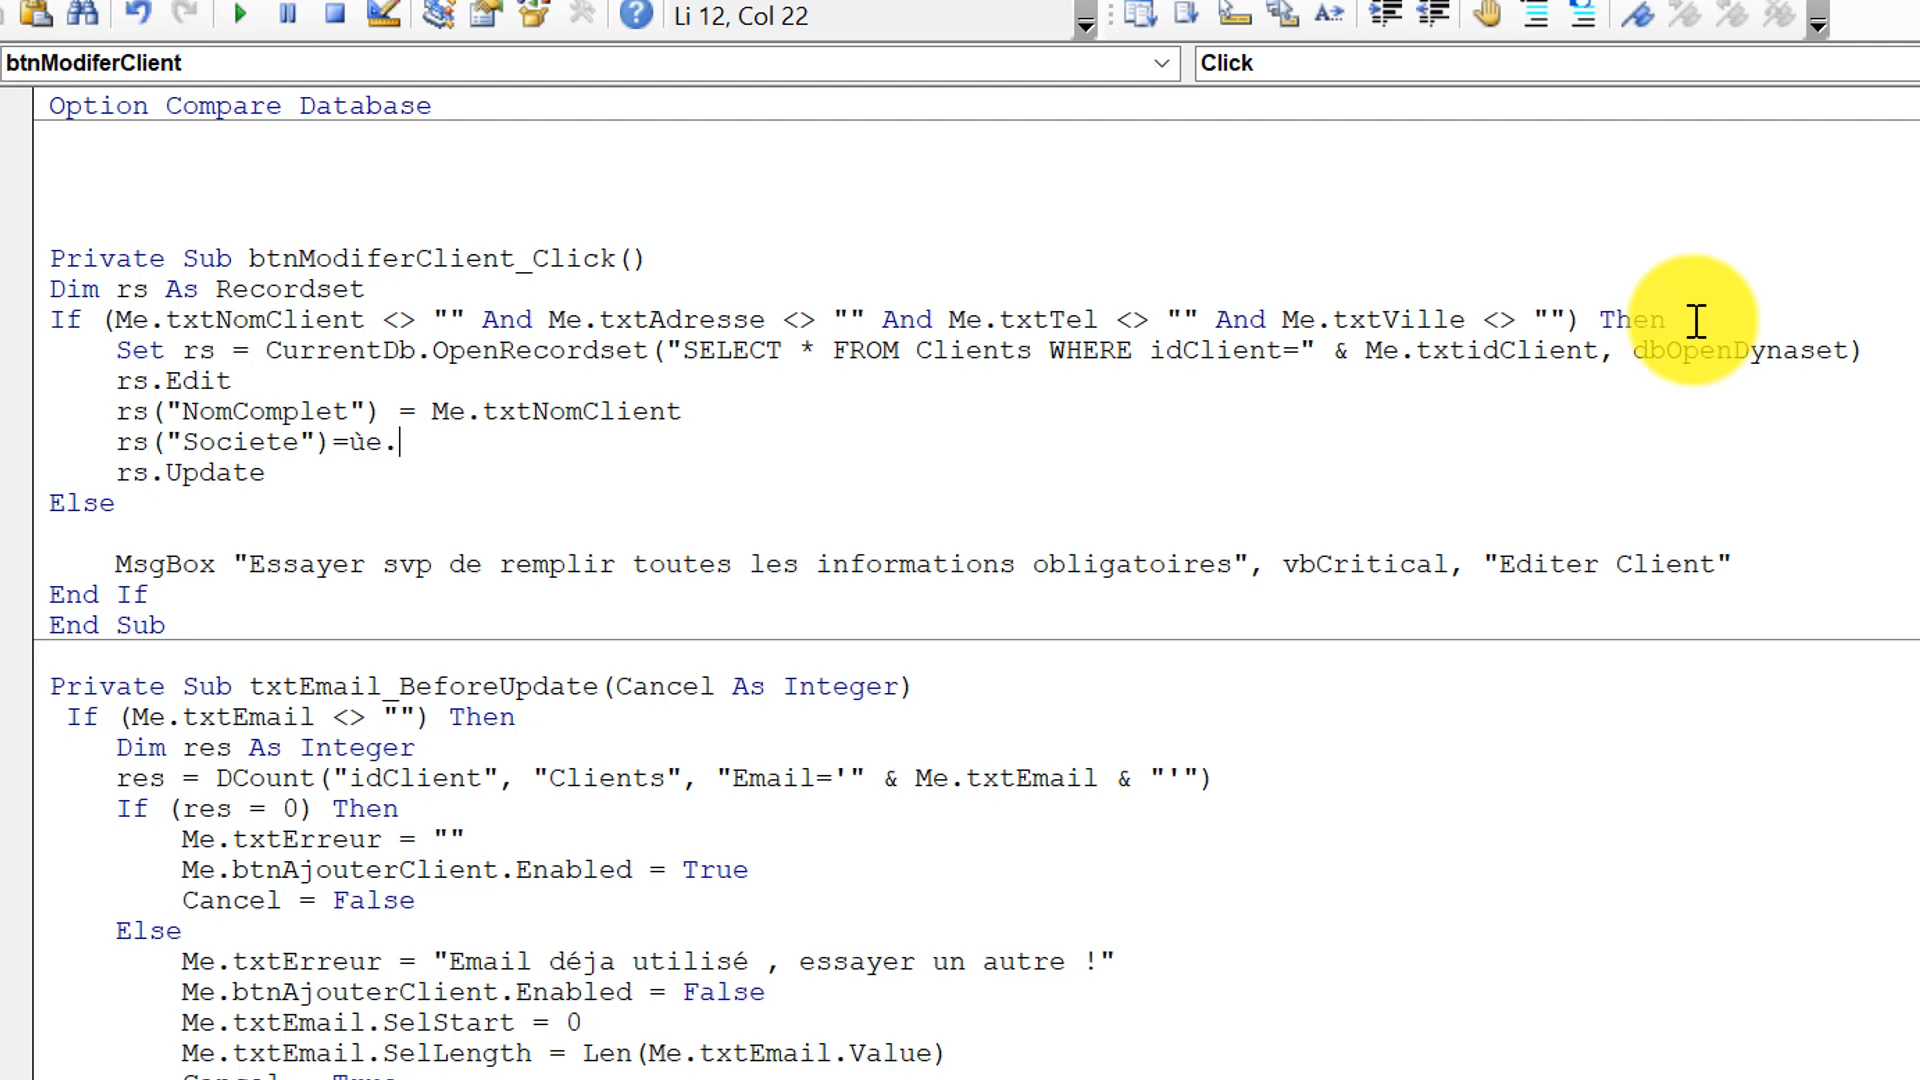 Li 12, Col 22
btnModiferClient
Click
Option Compare Database
Private Sub btnModiferClient_Click()
Dim rs As Recordset
If (Me.txtNomClient <> "" And Me.txtAdresse <> "" And Me.txtTel <> "" And Me.txtVille <> "") Then
Set rs = CurrentDb.OpenRecordset("SELECT * FROM Clients WHERE idClient=" & Me.txtidClient, dbOpenDynaset)
rs.Edit
rs("NomComplet") = Me.txtNomClient
rs("Societe")=ùe.
rs.Update
Else
MsgBox "Essayer svp de remplir toutes les informations obligatoires", vbCritical, "Editer Client"
End If
End Sub
Private Sub txtEmail_BeforeUpdate(Cancel As Integer)
If (Me.txtEmail <> "") Then
Dim res As Integer
res = DCount("idClient", "Clients", "Email='" & Me.txtEmail & "'")
If (res = 0) Then
Me.txtErreur = ""
Me.btnAjouterClient.Enabled = True
Cancel = False
Else
Me.txtErreur = "Email déja utilisé , essayer un autre !"
Me.btnAjouterClient.Enabled = False
Me.txtEmail.SelStart = 0
Me.txtEmail.SelLength = Len(Me.txtEmail.Value)
Cancel = True